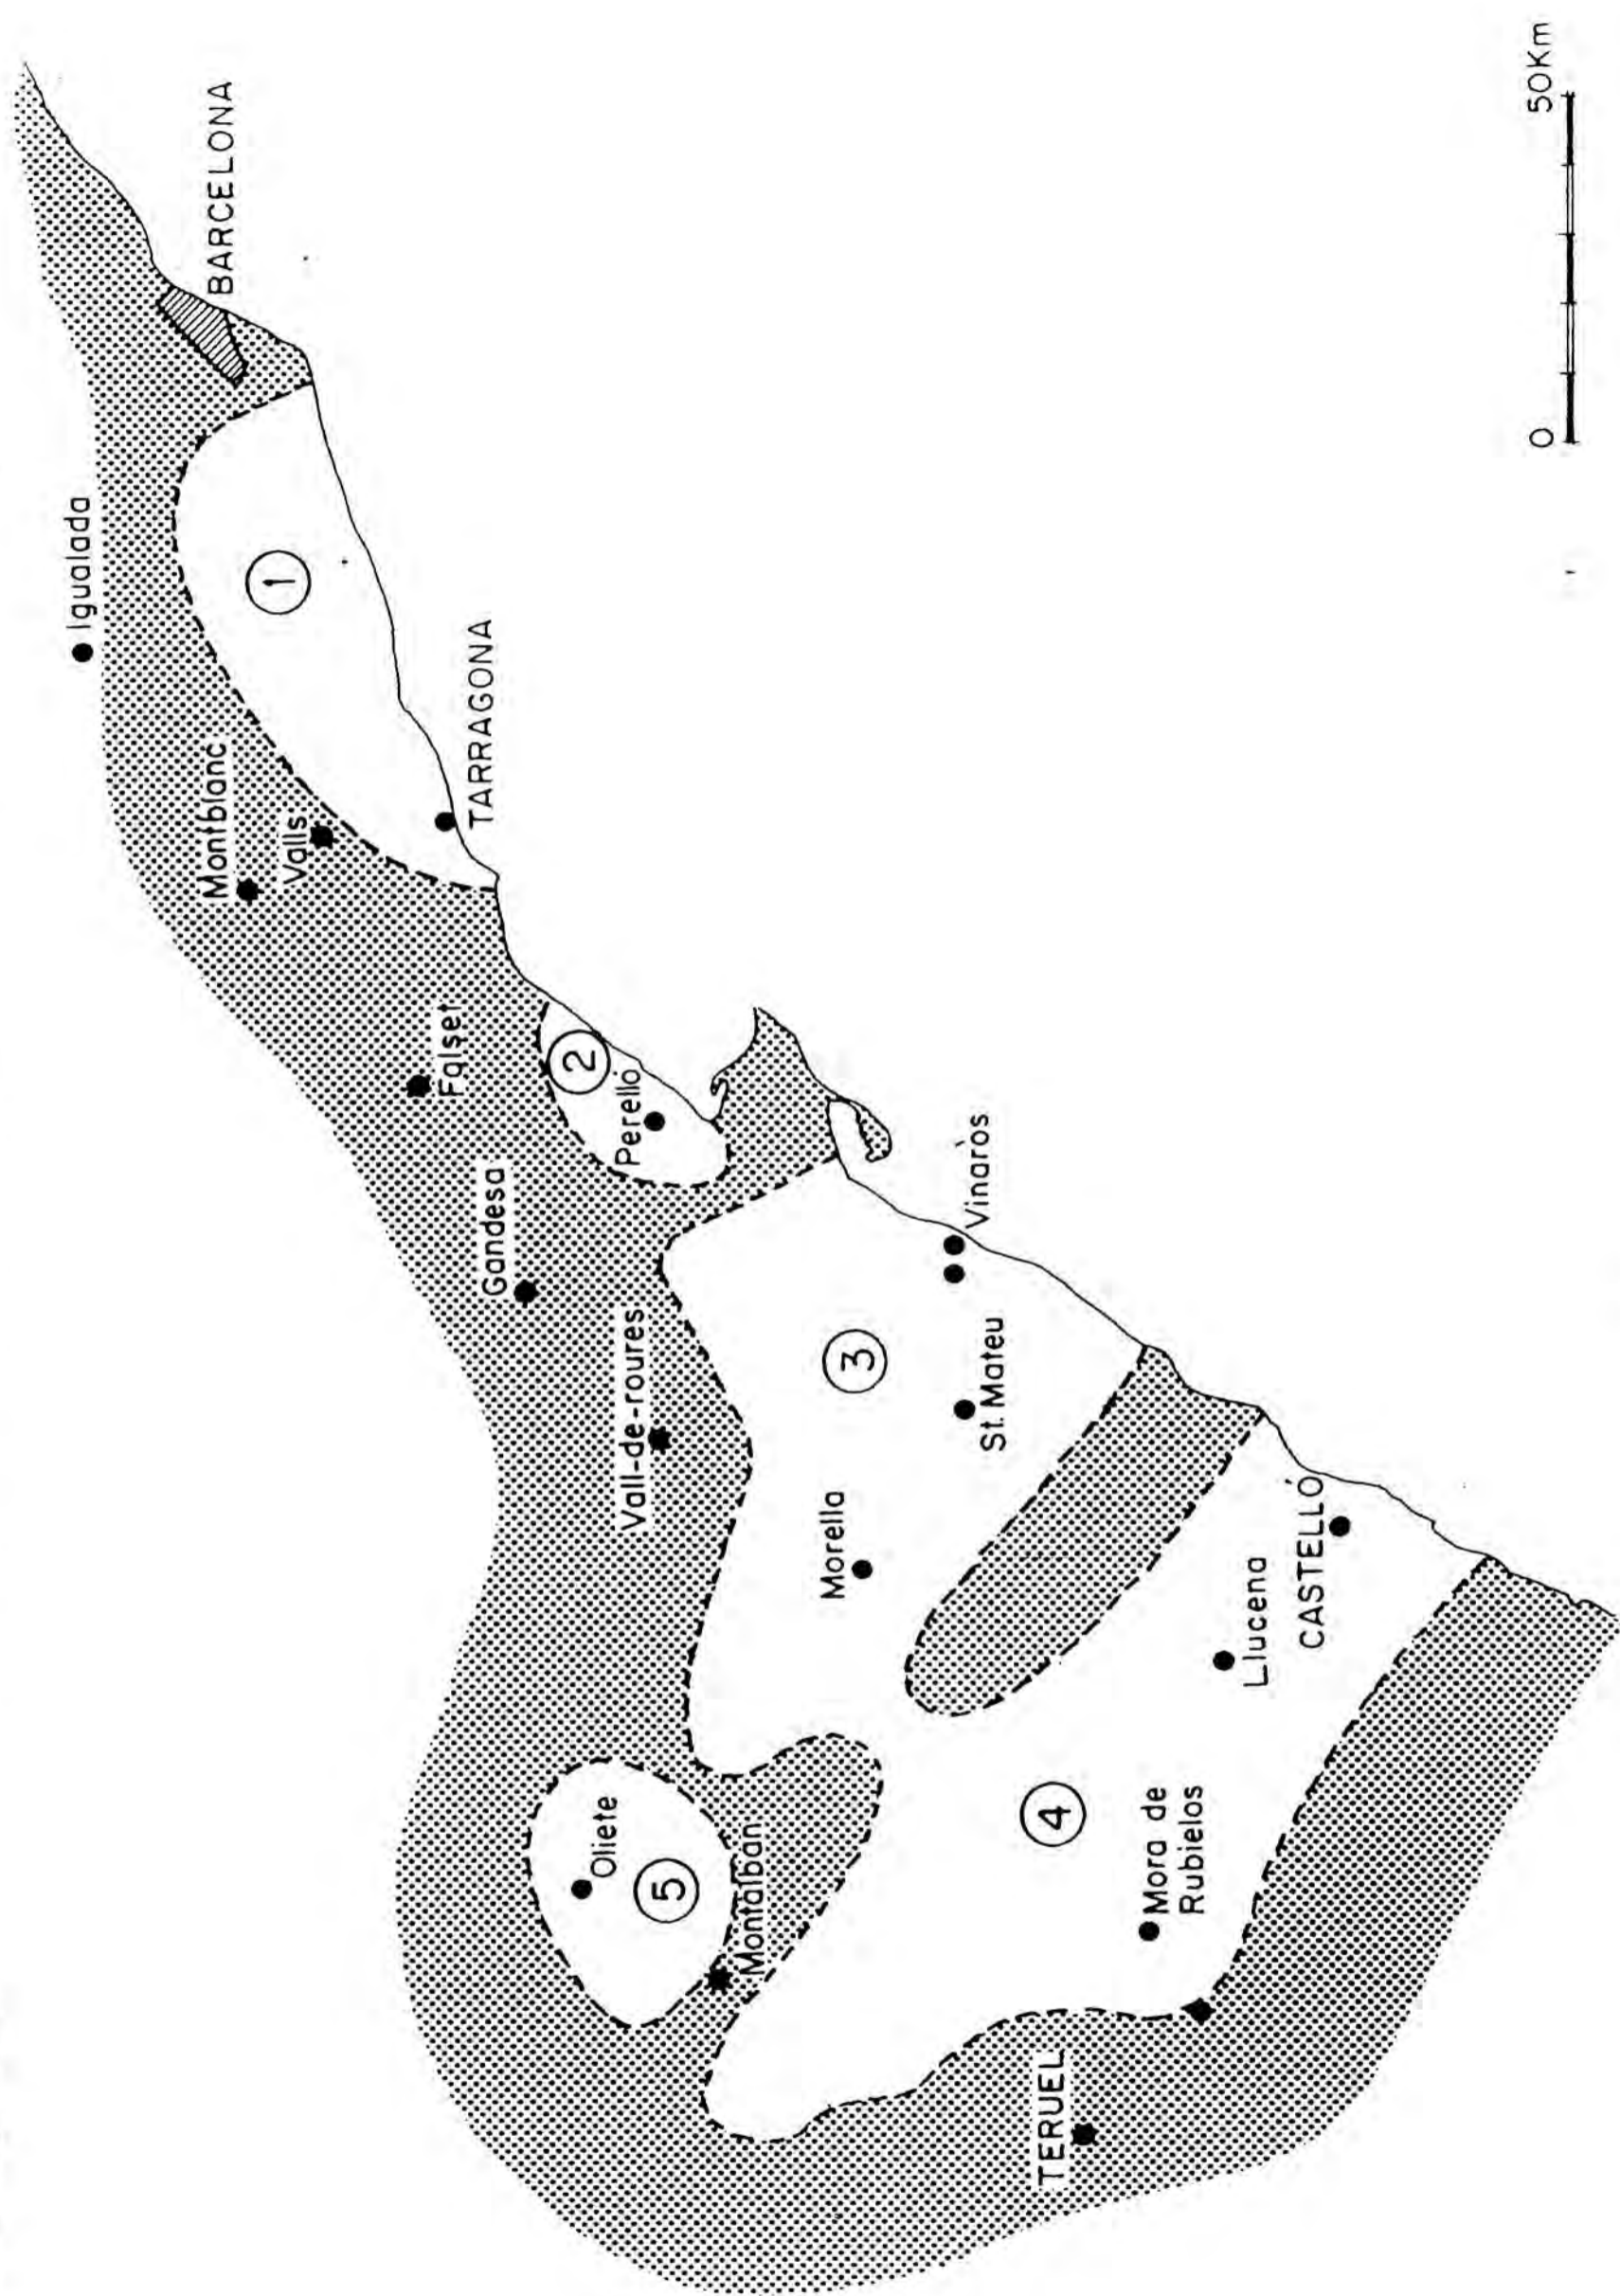 Igualada
BARCELONA
1
Montblanc
Valls
TARRAGONA
Falset
2
Perelló
Gandesa
Vall-de-roures
3
Vinaròs
St. Mateu
Morella
Oliete
5
Montalbán
4
Llucena
CASTELLÓ
Mora de
Rubielos
TERUEL
0 50Km